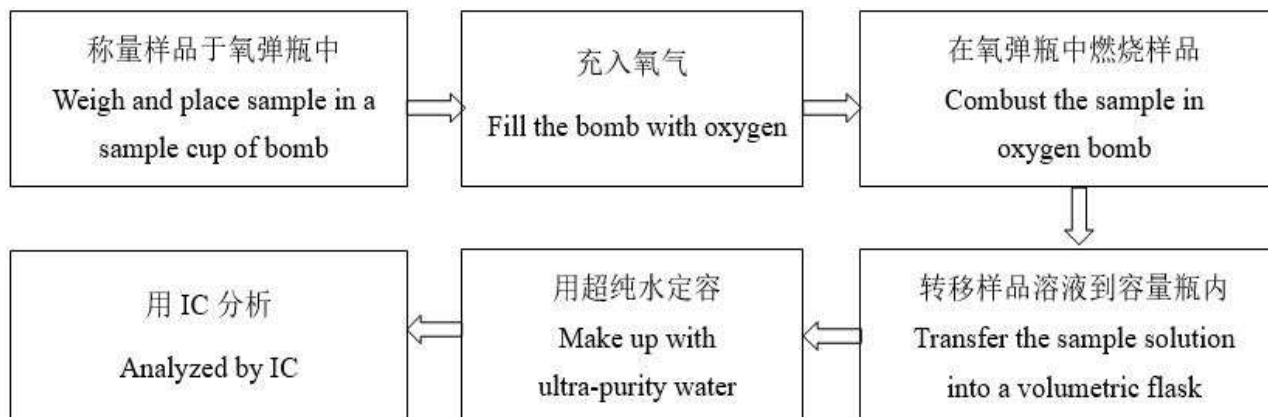 称量样品于氧弹瓶中
Weigh and place sample in a
sample cup of bomb
充入氧气
Fill the bomb with oxygen
在氧弹瓶中燃烧样品
Combust the sample in
oxygen bomb
转移样品溶液到容量瓶内
Transfer the sample solution
into a volumetric flask
用超纯水定容
Make up with
ultra-purity water
用 IC 分析
Analyzed by IC